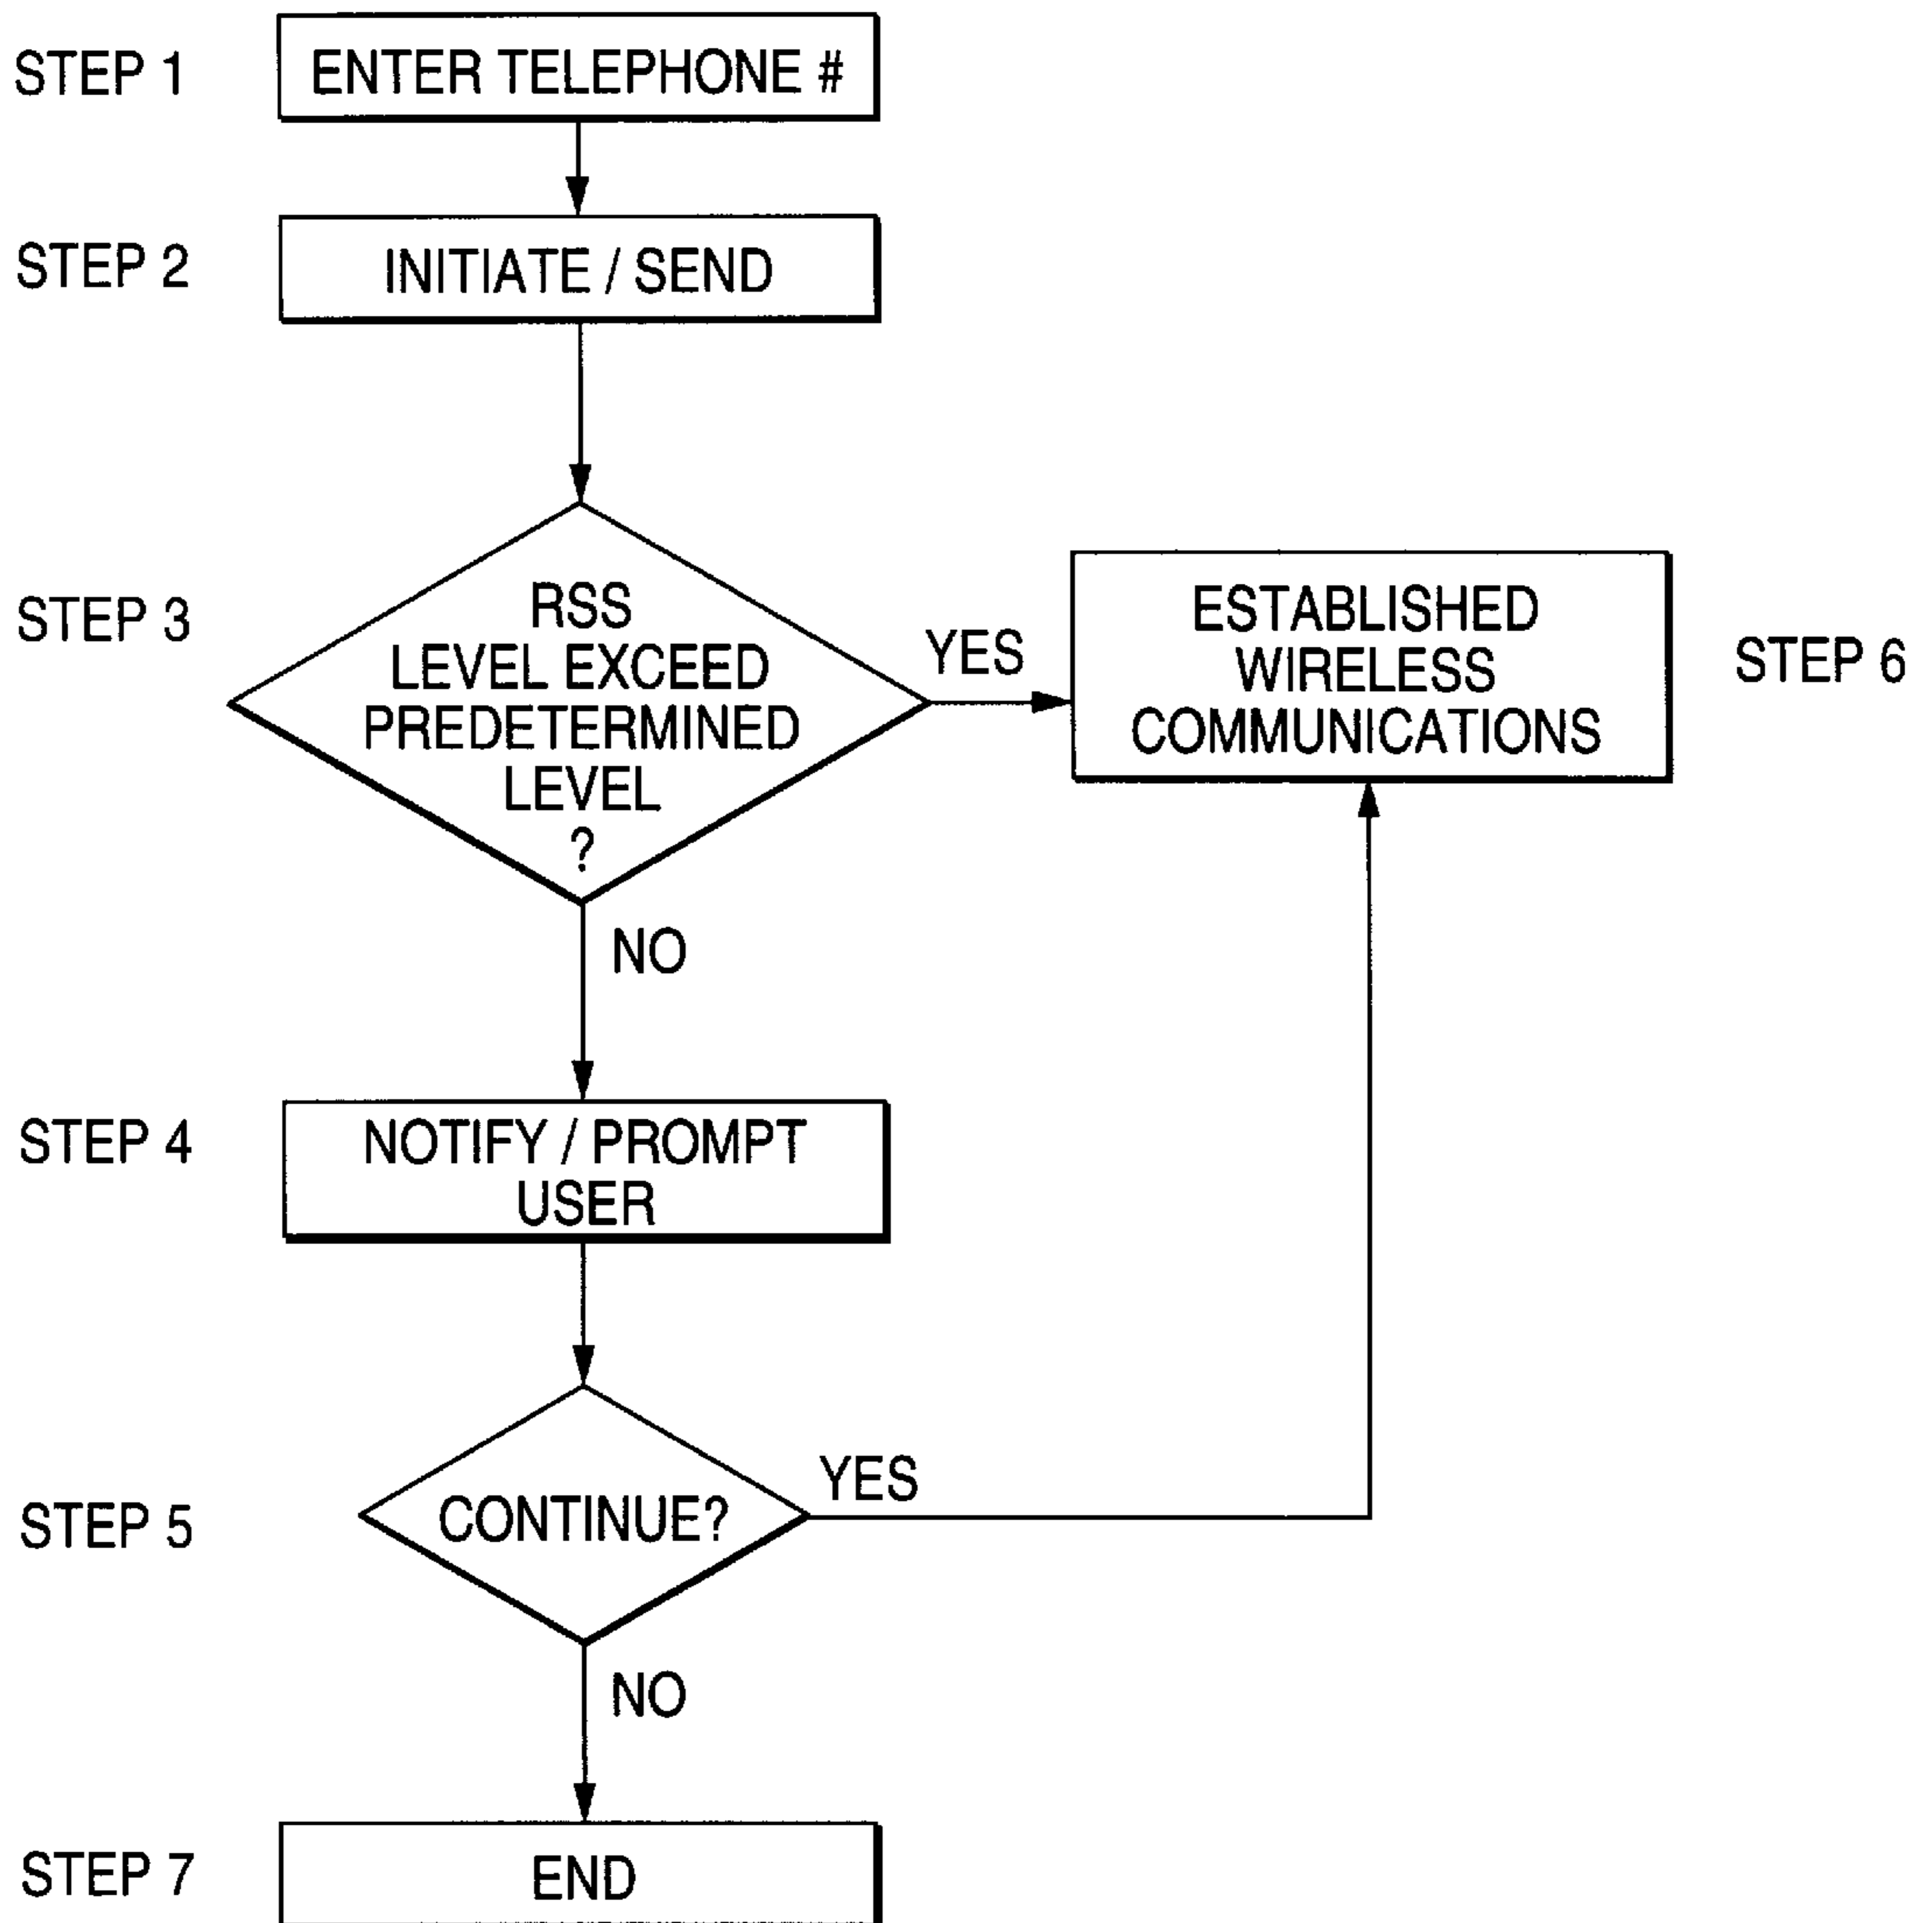 STEP 1
ENTER TELEPHONE #
STEP 2
INITIATE / SEND
STEP 3
RSS
LEVEL EXCEED
PREDETERMINED
LEVEL
?
YES
ESTABLISHED
WIRELESS
COMMUNICATIONS
STEP 6
NO
STEP 4
NOTIFY / PROMPT
USER
STEP 5
CONTINUE?
YES
NO
STEP 7
END